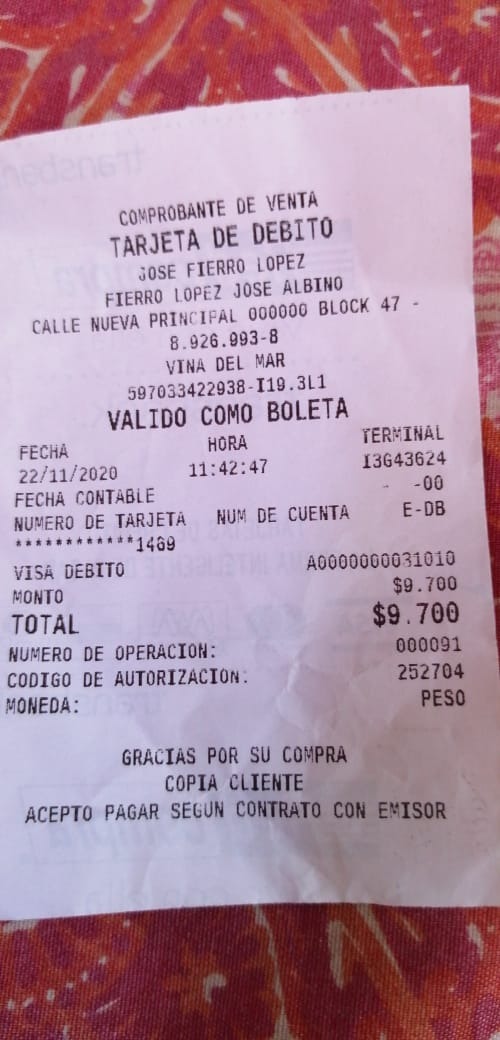 COMPROBANTE DE VENTA
TARJETA DE DEBITO
JOSE FIERRO LOPEZ
FIERRO LOPEZ JOSE ALBINO
CALLE NUEVA PRINCIPAL 000000 BLOCK 47 -
8.926.993-8
VINA DEL MAR
597033422938-I19.3L1
VALIDO COMO BOLETA
FECHA HORA TERMINAL
22/11/2020 11:42:47 I3G43624
FECHA CONTABLE - -00
NUMERO DE TARJETA NUM DE CUENTA E-DB
************1469
VISA DEBITO A0000000031010
MONTO $9.700
TOTAL $9.700
NUMERO DE OPERACION: 000091
CODIGO DE AUTORIZACION: 252704
MONEDA: PESO
GRACIAS POR SU COMPRA
COPIA CLIENTE
ACEPTO PAGAR SEGUN CONTRATO CON EMISOR